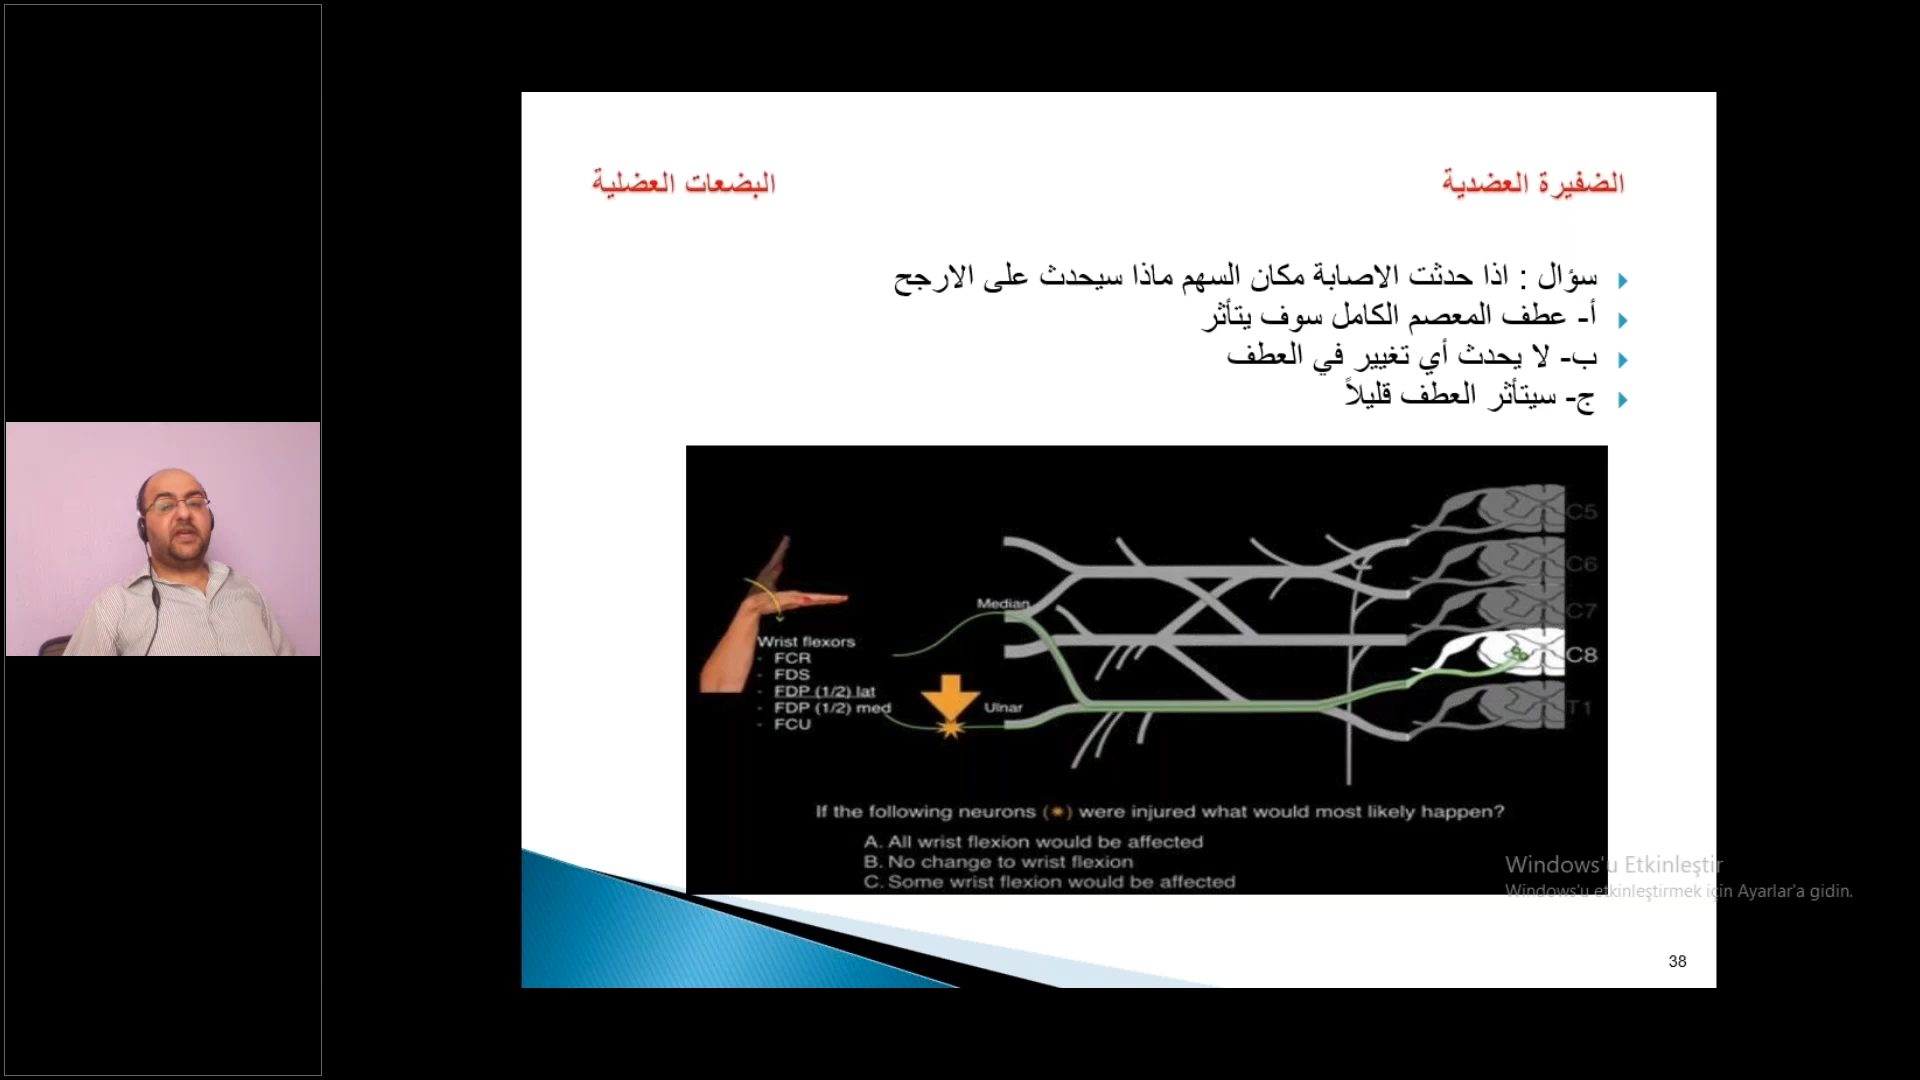 الضفيرة العضدية
البضعات العضلية
سؤال : اذا حدثت الاصابة مكان السهم ماذا سيحدث على الارجح
أ- عطف المعصم الكامل سوف يتأثر
ب- لا يحدث أي تغيير في العطف
ج- سيتأثر العطف قليلاً
C5
C6
C7
C8
T1
Median
Ulnar
Wrist flexors
- FCR
- FDS
- FDP (1/2) lat
- FDP (1/2) med
- FCU
If the following neurons (✴) were injured what would most likely happen?
A. All wrist flexion would be affected
B. No change to wrist flexion
C. Some wrist flexion would be affected
Windows'u Etkinleştir
Windows'u etkinleştirmek için Ayarlar'a gidin.
38